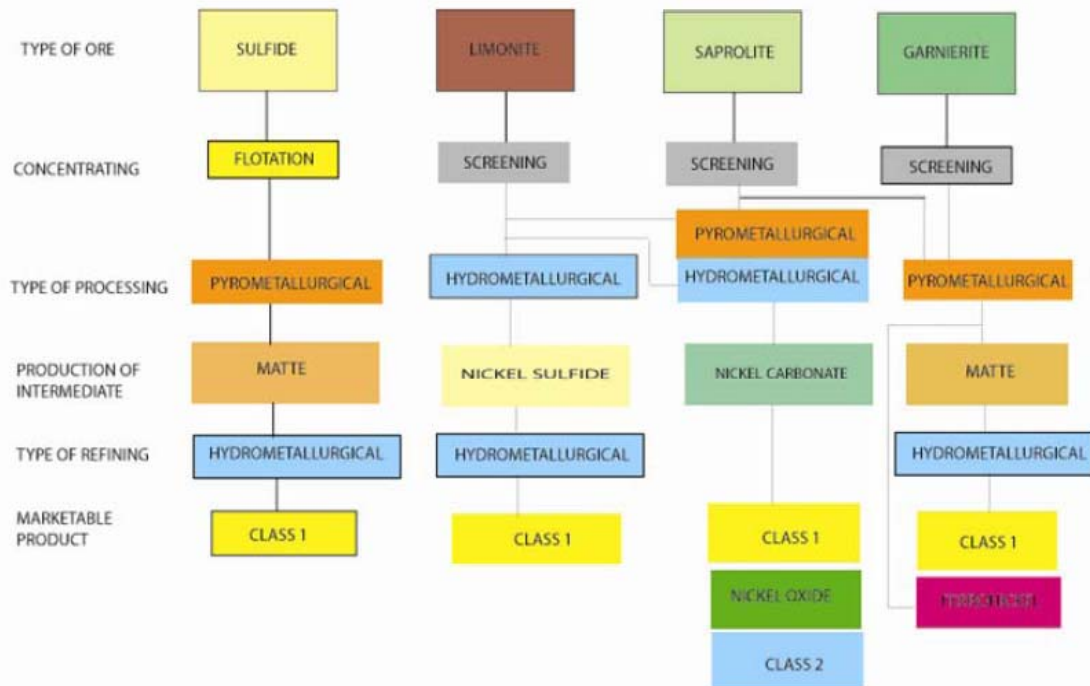 TYPE OF ORE
SULFIDE
LIMONITE
SAPROLITE
GARNIERITE
CONCENTRATING
FLOTATION
SCREENING
SCREENING
SCREENING
PYROMETALLURGICAL
TYPE OF PROCESSING
PYROMETALLURGICAL
HYDROMETALLURGICAL
HYDROMETALLURGICAL
PYROMETALLURGICAL
PRODUCTION OF
INTERMEDIATE
MATTE
NICKEL SULFIDE
NICKEL CARBONATE
MATTE
TYPE OF REFINING
HYDROMETALLURGICAL
HYDROMETALLURGICAL
HYDROMETALLURGICAL
MARKETABLE
PRODUCT
CLASS 1
CLASS 1
CLASS 1
CLASS 1
NICKEL OXIDE
CLASS 2